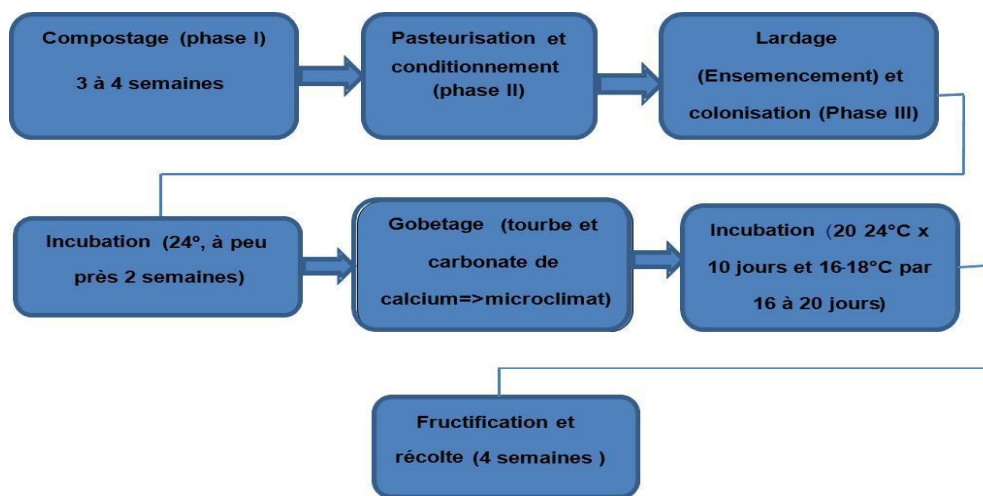 Compostage (phase I)
3 à 4 semaines
Pasteurisation et
conditionnement
(phase II)
Lardage
(Ensemencement) et
colonisation (Phase III)
Incubation (24º, à peu
près 2 semaines)
Gobetage (tourbe et
carbonate de
calcium=>microclimat)
Incubation (20 24°C x
10 jours et 16-18°C par
16 à 20 jours)
Fructification et
récolte (4 semaines )